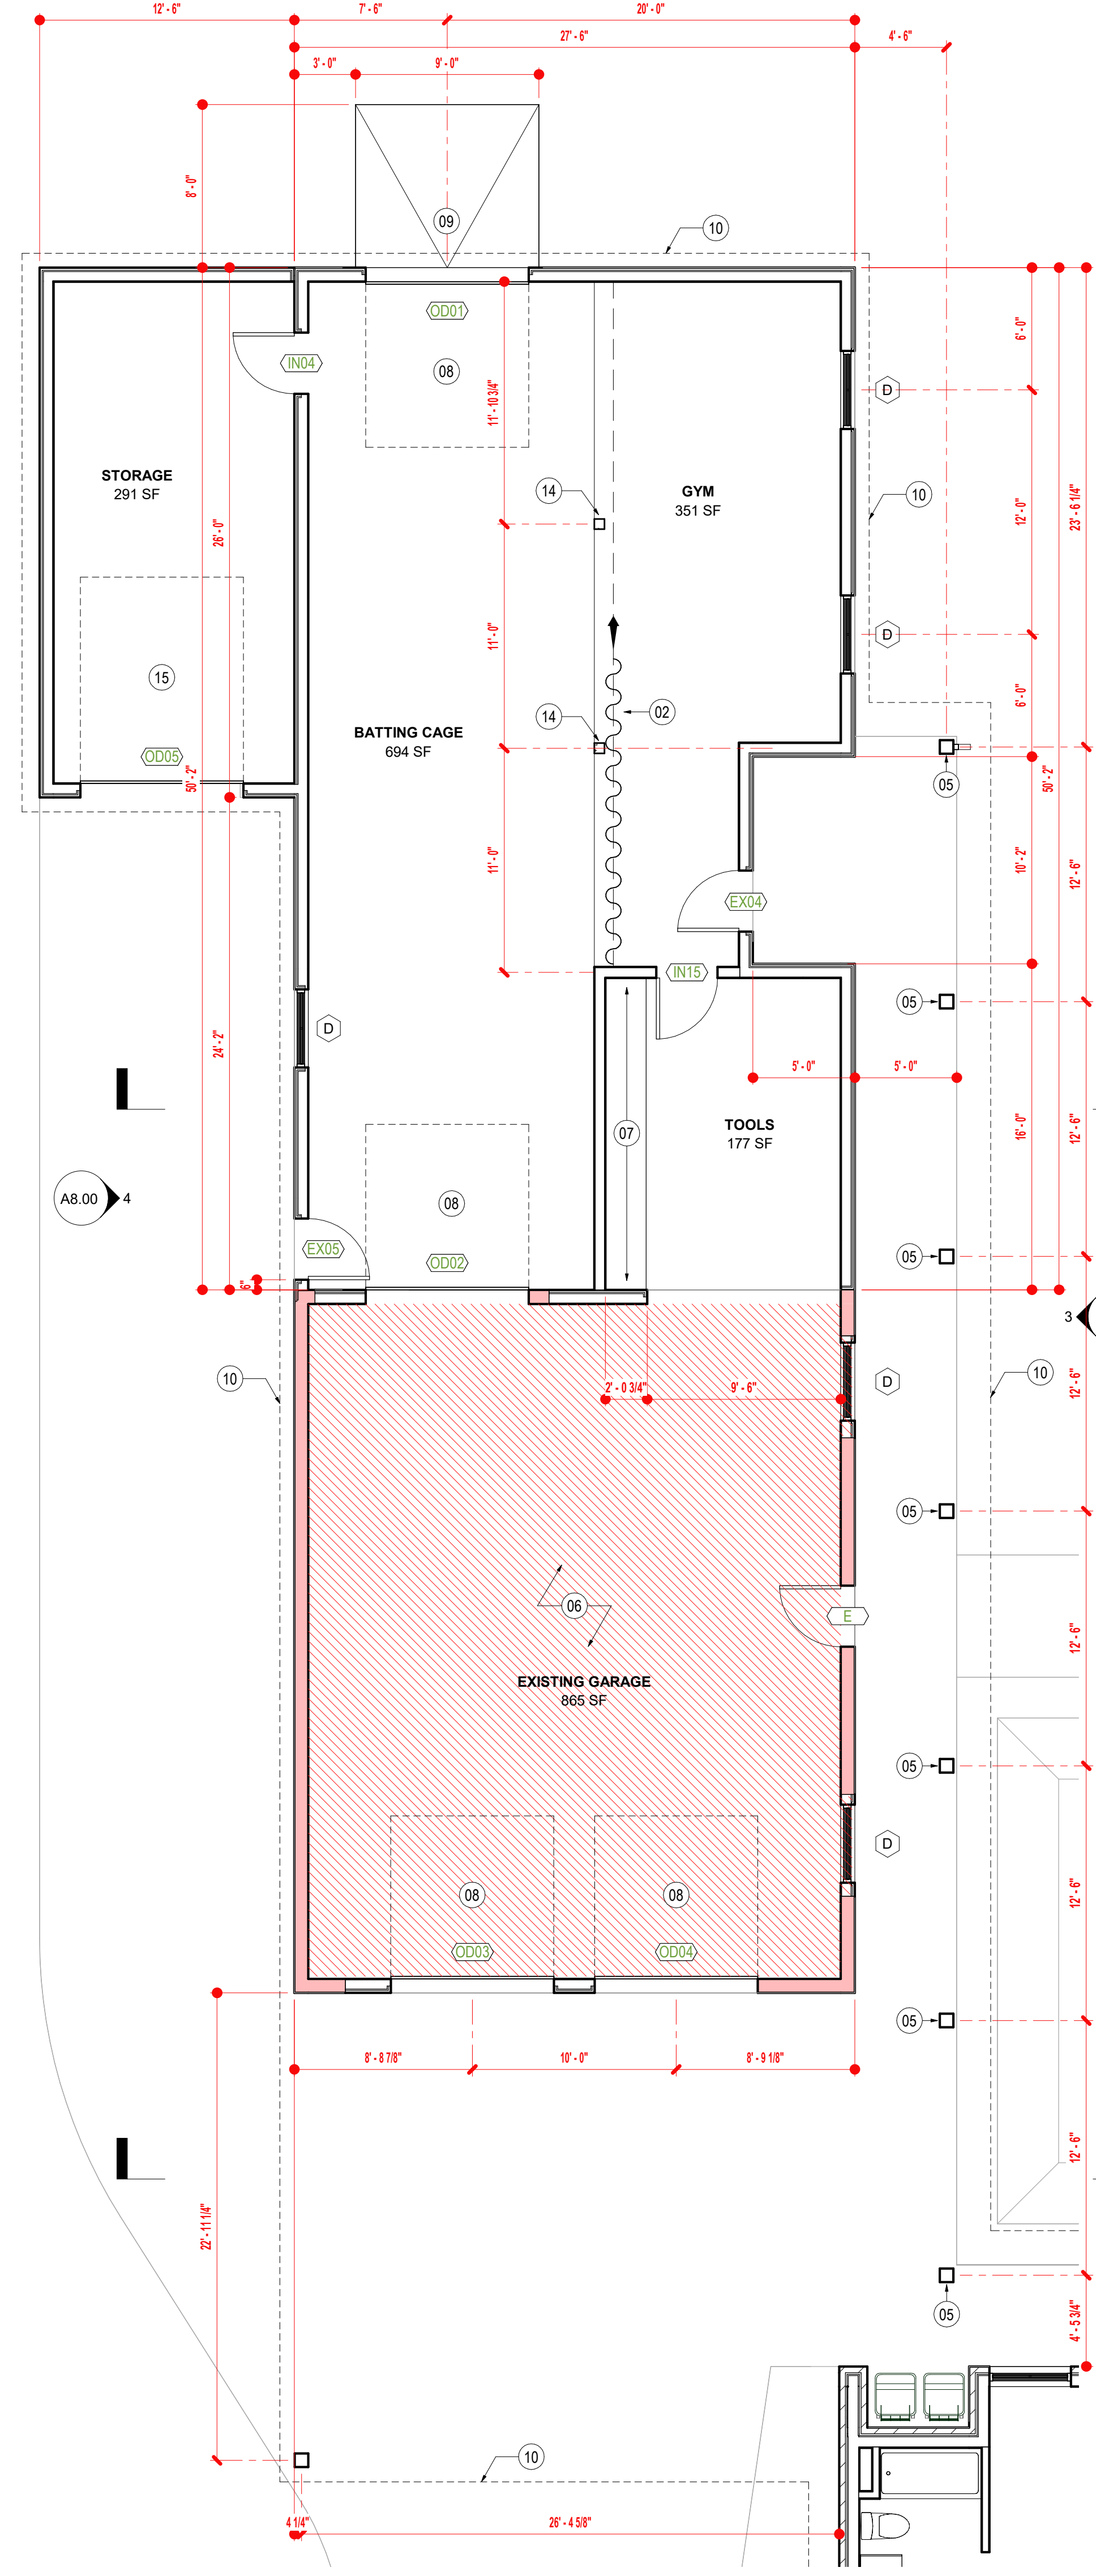 12' - 6"
7' - 6"
20' - 0"
27' - 6"
4' - 6"
3' - 0"
9' - 0"
8' - 0"
09
10
OD01
6' - 0"
IN04
08
D
11' - 10 3/4"
STORAGE
291 SF
GYM
351 SF
14
10
12' - 0"
23' - 6 1/4"
26' - 0"
11' - 0"
D
15
6' - 0"
02
14
BATTING CAGE
694 SF
OD05
50' - 2"
05
50' - 2"
11' - 0"
10' - 2"
12' - 6"
EX04
IN15
05
D
24' - 2"
5' - 0"
5' - 0"
07
TOOLS
177 SF
16' - 0"
12' - 6"
A8.00
4
08
EX05
OD02
05
6"
3
10
2' - 0 3/4"
9' - 6"
D
10
12' - 6"
05
06
E
12' - 6"
EXISTING GARAGE
865 SF
05
D
08
08
12' - 6"
OD03
OD04
05
8' - 8 7/8"
10' - 0"
8' - 9 1/8"
12' - 6"
22' - 11 1/4"
05
4' - 5 3/4"
10
4 1/4"
26' - 4 5/8"